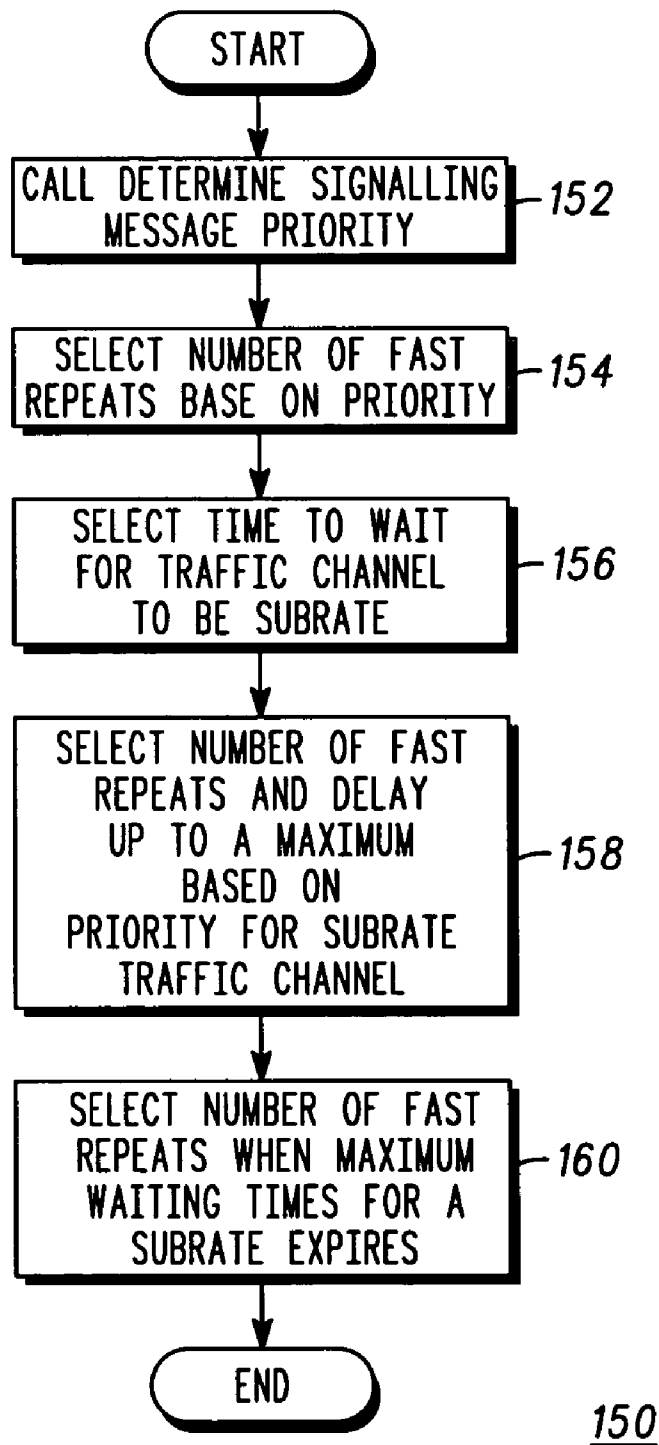 START
CALL DETERMINE SIGNALLING
MESSAGE PRIORITY
152
SELECT NUMBER OF FAST
REPEATS BASE ON PRIORITY
154
SELECT TIME TO WAIT
FOR TRAFFIC CHANNEL
TO BE SUBRATE
156
SELECT NUMBER OF FAST
REPEATS AND DELAY
UP TO A MAXIMUM
BASED ON
PRIORITY FOR SUBRATE
TRAFFIC CHANNEL
158
SELECT NUMBER OF FAST
REPEATS WHEN MAXIMUM
WAITING TIMES FOR A
SUBRATE EXPIRES
160
END
150